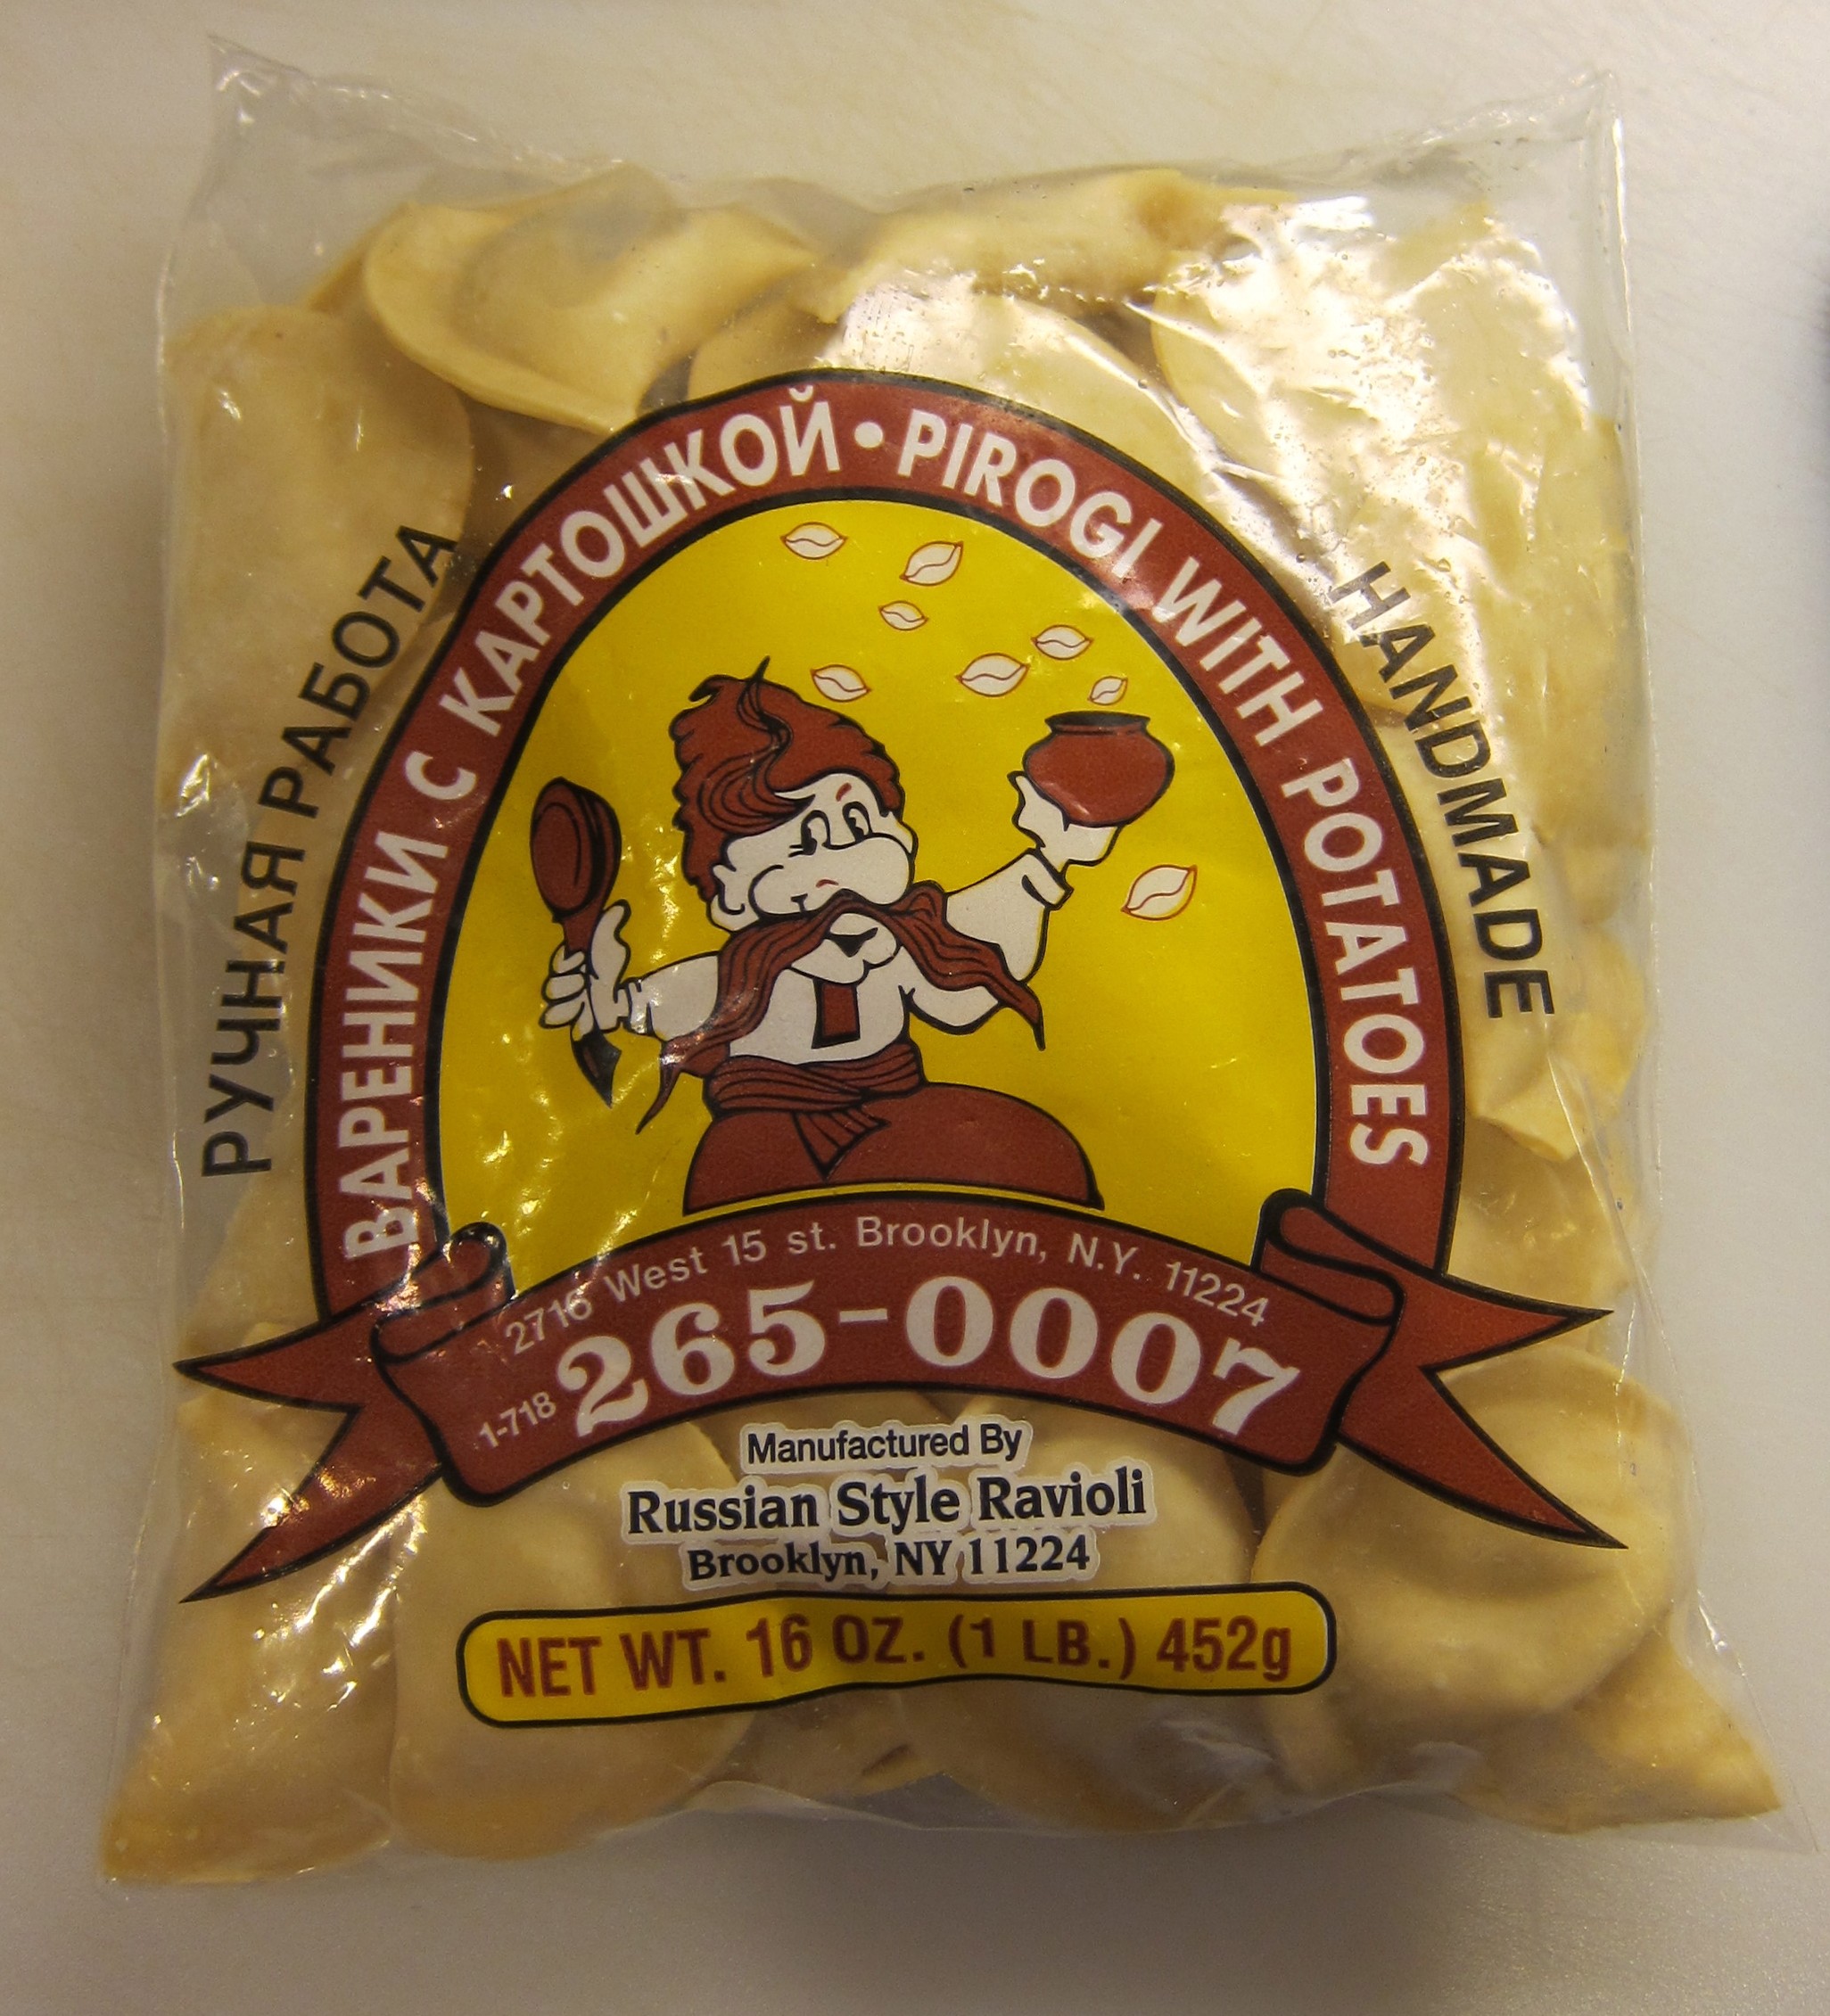 ВАРЕНИКИ С КАРТОШКОЙ • PIROGI WITH POTATOES
РУЧНАЯ РАБОТА
HANDMADE
2716 West 15 st. Brooklyn, N.Y. 11224
1-718 265-0007
Manufactured By
Russian Style Ravioli
Brooklyn, NY 11224
NET WT. 16 OZ. (1 LB.) 452g